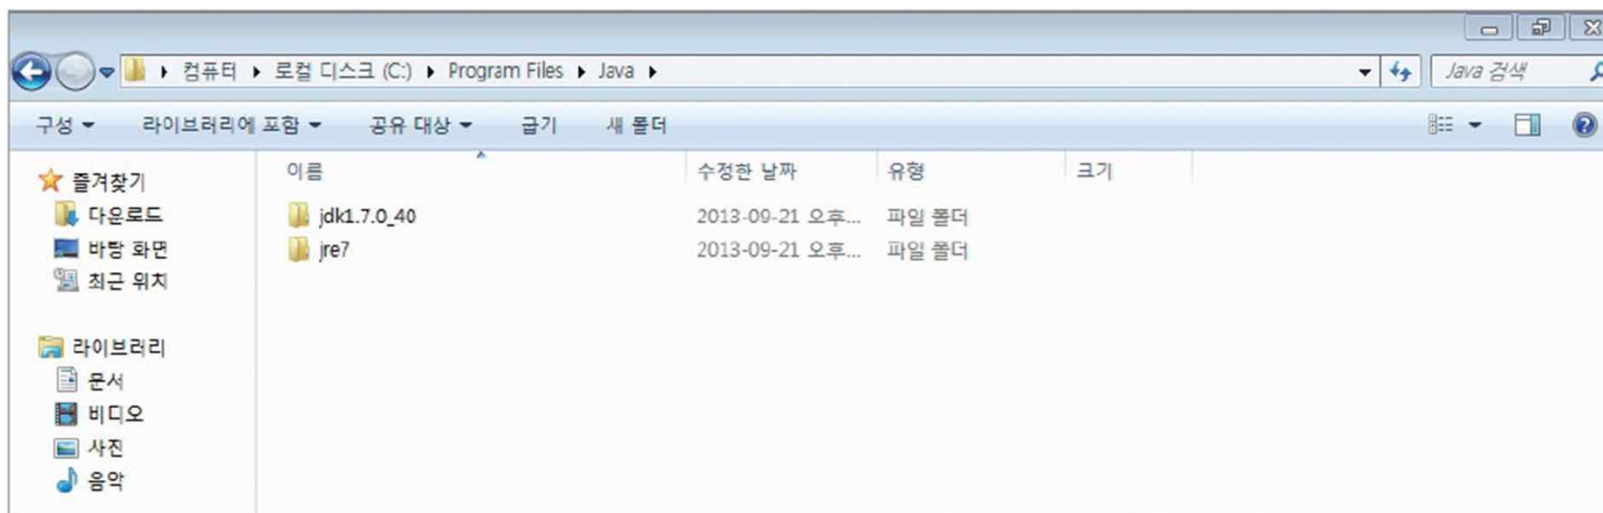 컴퓨터 로컬 디스크 (C:) Program Files Java Java 검색
구성 라이브러리에 포함 공유 대상 굽기 새 폴더
즐겨찾기
다운로드
바탕 화면
최근 위치
라이브러리
문서
비디오
사진
음악
이름 수정한 날짜 유형 크기
jdk1.7.0_40 2013-09-21 오후... 파일 폴더
jre7 2013-09-21 오후... 파일 폴더